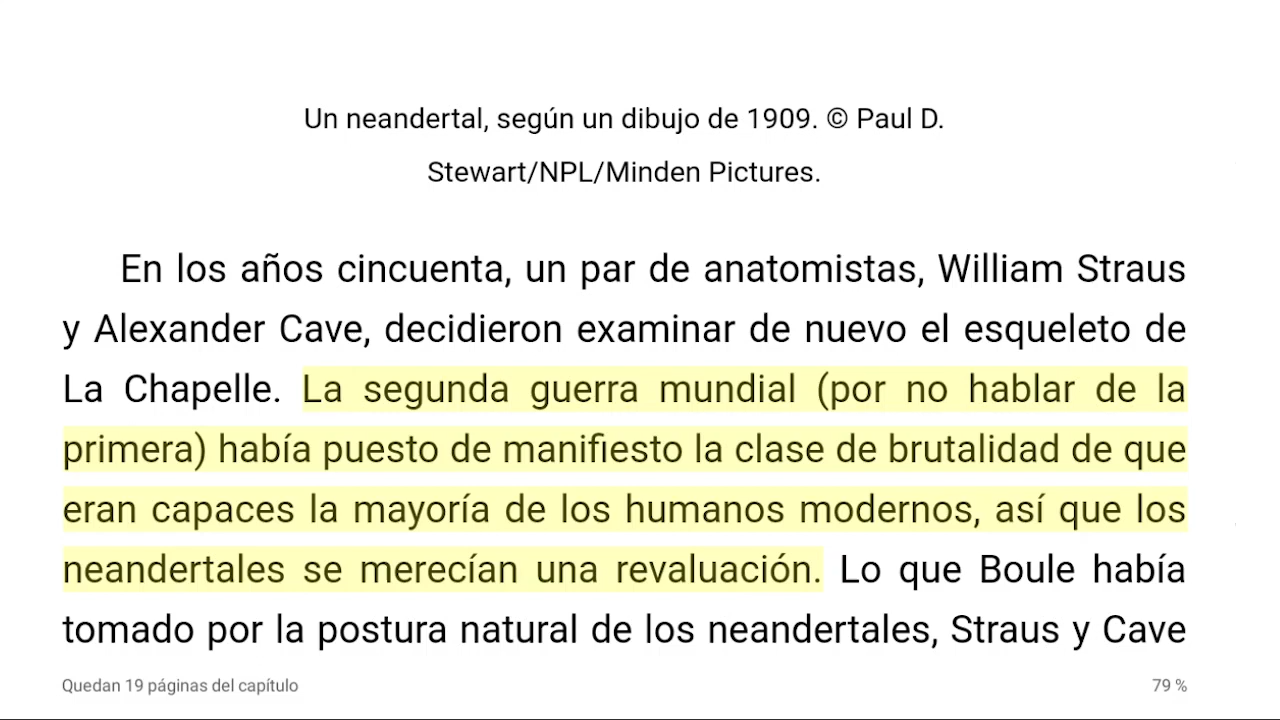 Un neandertal, según un dibujo de 1909. © Paul D.
Stewart/NPL/Minden Pictures.
En los años cincuenta, un par de anatomistas, William Straus
y Alexander Cave, decidieron examinar de nuevo el esqueleto de
La Chapelle. La segunda guerra mundial (por no hablar de la
primera) había puesto de manifiesto la clase de brutalidad de que
eran capaces la mayoría de los humanos modernos, así que los
neandertales se merecían una revaluación. Lo que Boule había
tomado por la postura natural de los neandertales, Straus y Cave
Quedan 19 páginas del capítulo
79 %